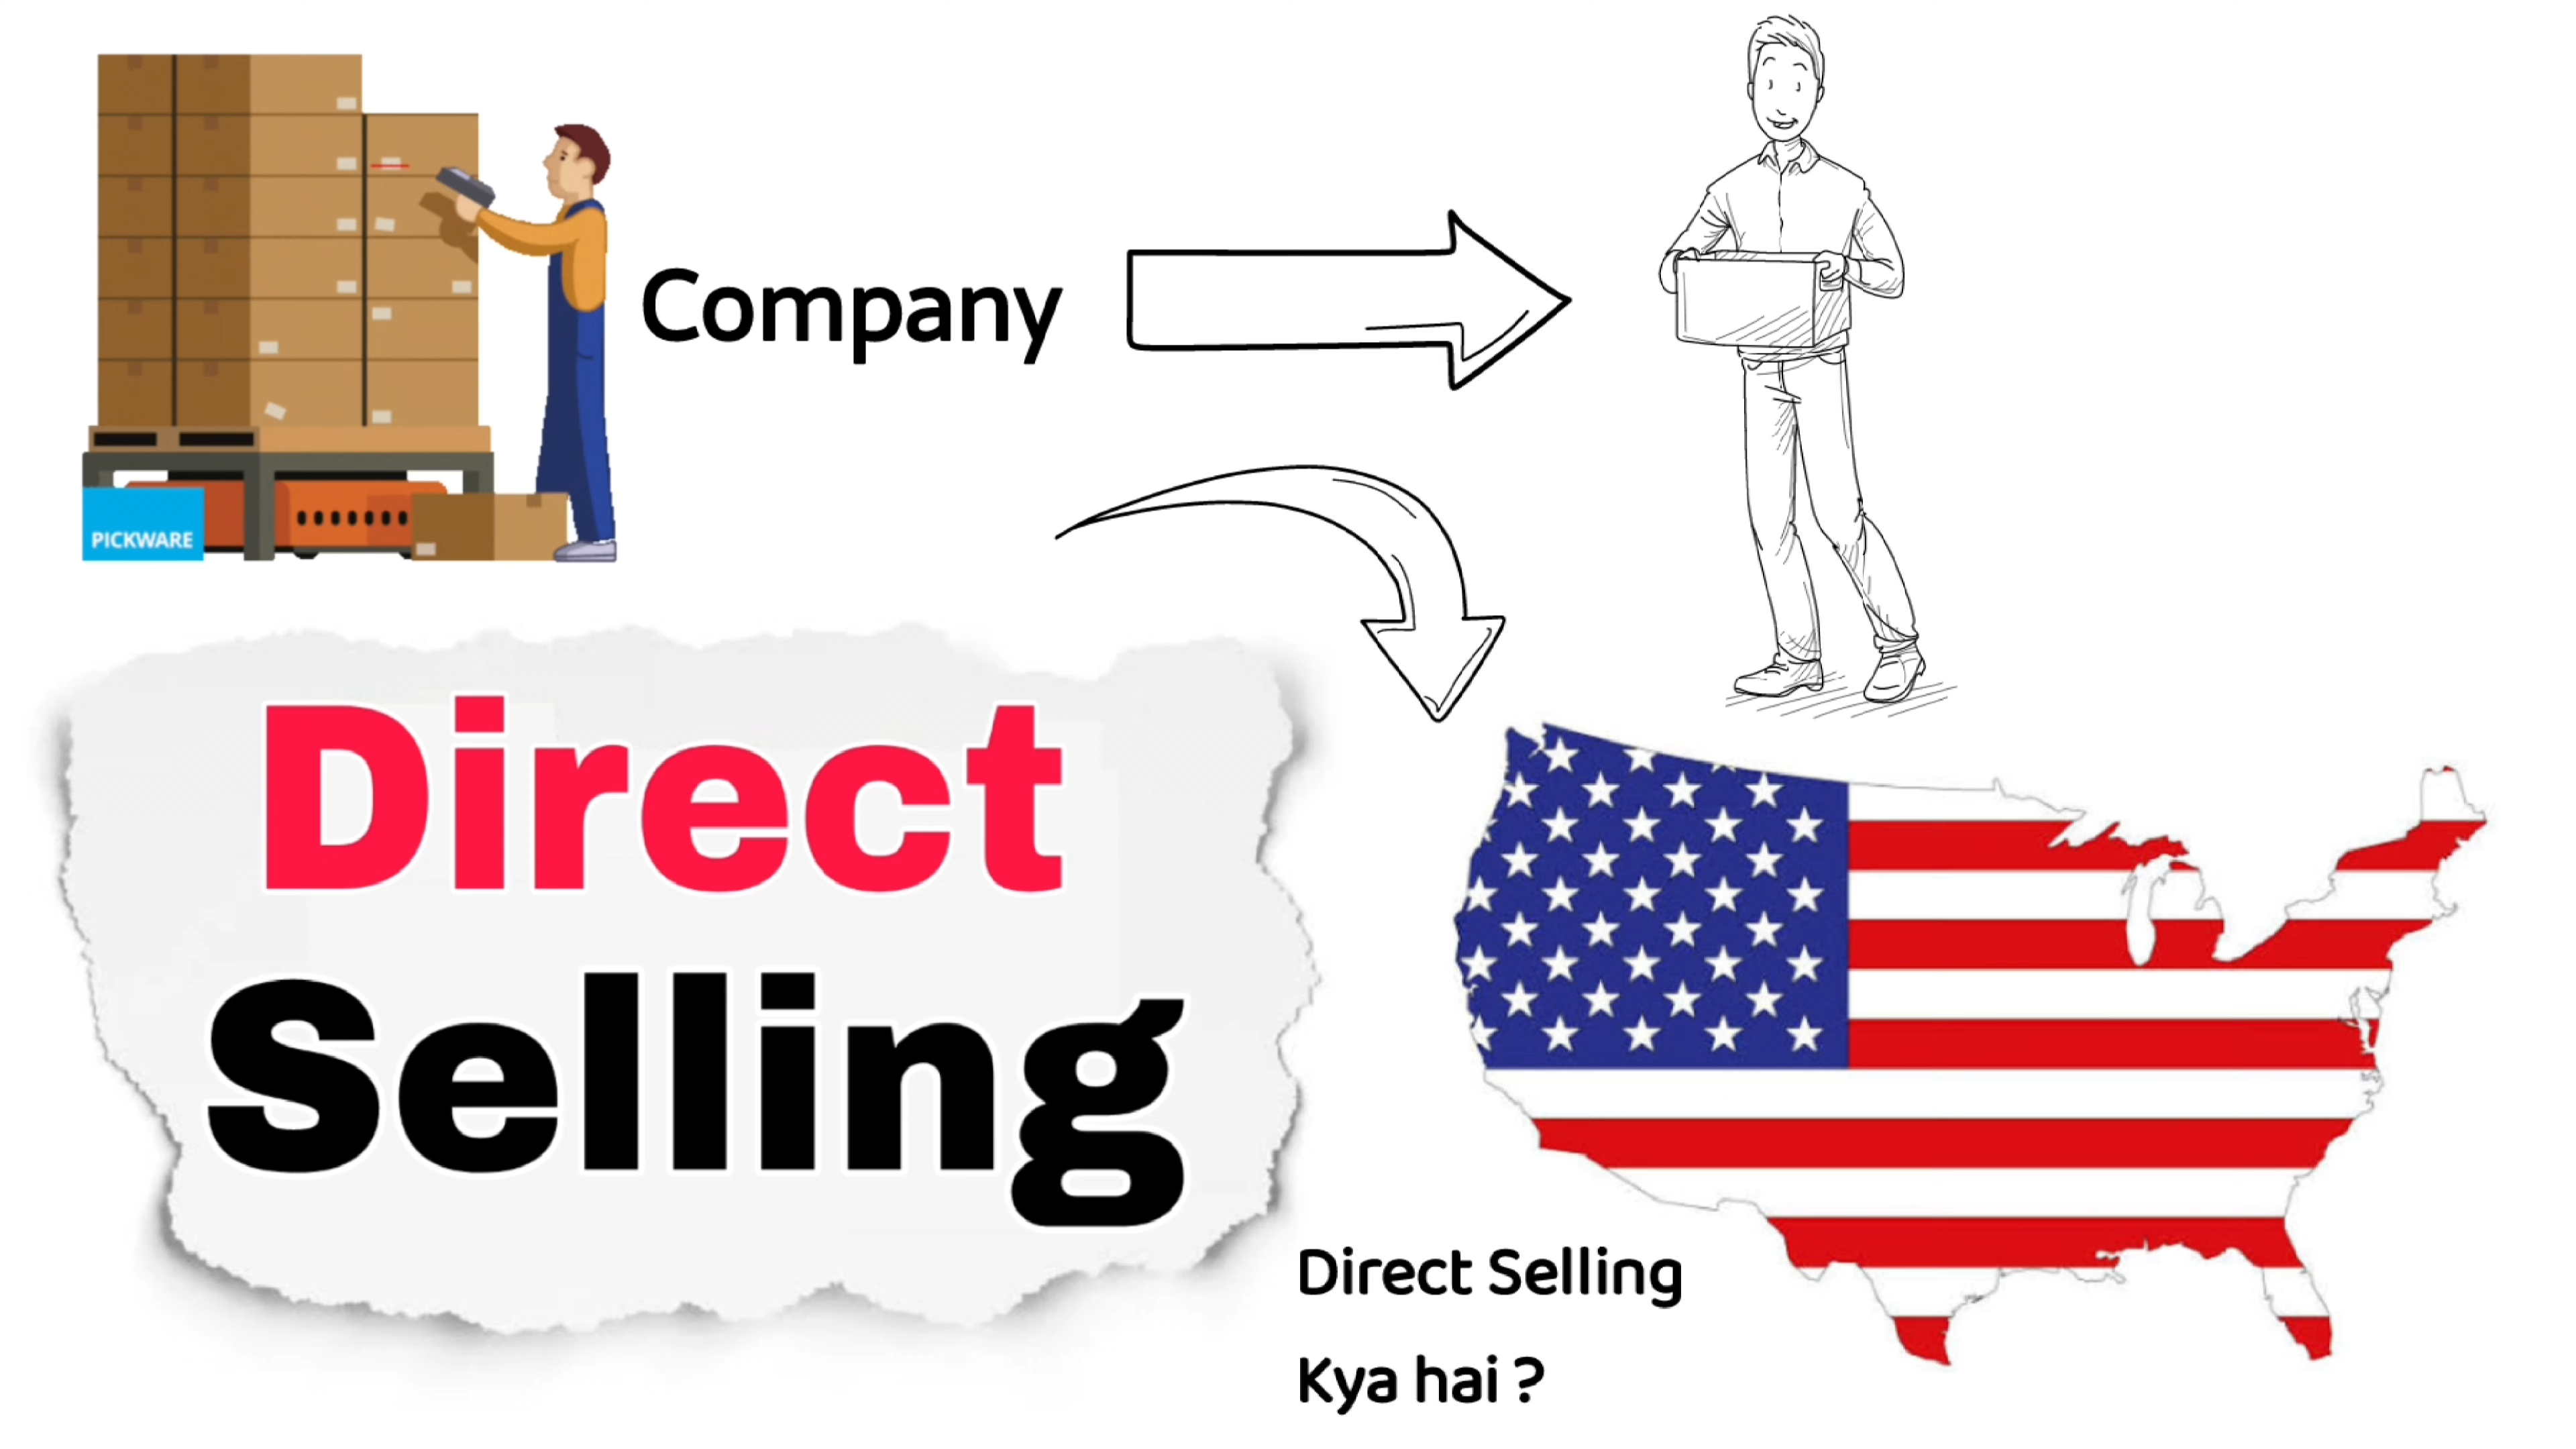 Company
PICKWARE
Direct
Selling
Direct Selling
Kya hai ?